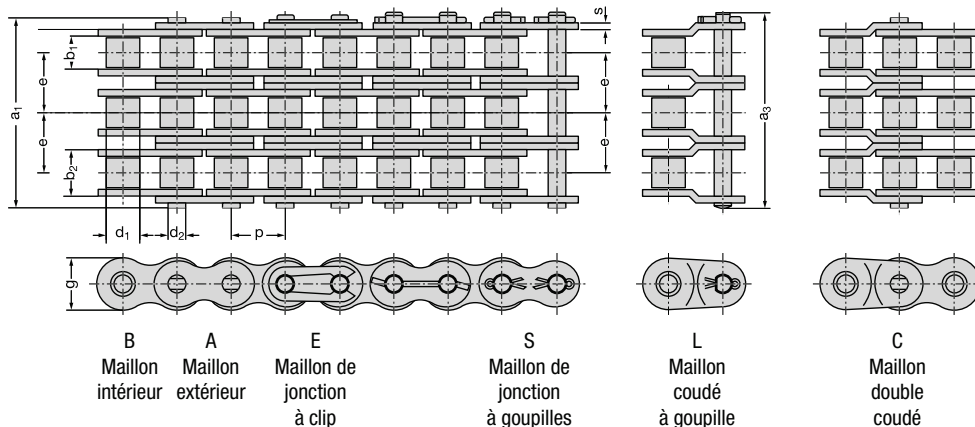 s
b₁
e
e
a₁
e
e
b₂
a₃
d₁
d₂
p
g
B
Maillon
intérieur
A
Maillon
extérieur
E
Maillon de
jonction
à clip
S
Maillon de
jonction
à goupilles
L
Maillon
coudé
à goupille
C
Maillon
double
coudé